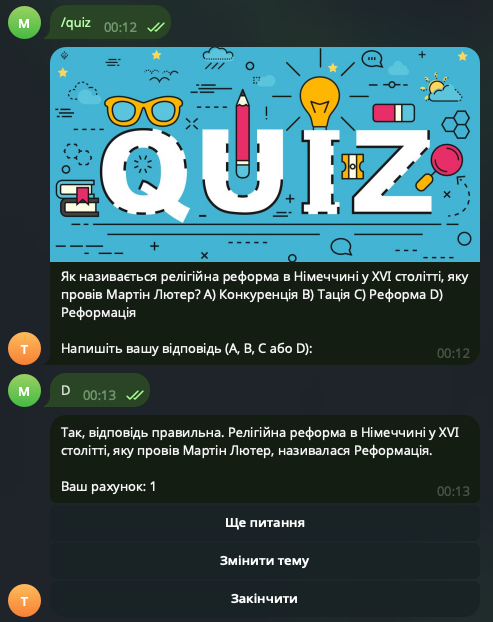 М
/quiz 00:12
QUIZ
Як називається релігійна реформа в Німеччині у XVI столітті, яку
провів Мартін Лютер? A) Конкуренція B) Тація C) Реформа D)
Реформація
Напишіть вашу відповідь (A, B, C або D):
00:12
Т
М
D 00:13
Так, відповідь правильна. Релігійна реформа в Німеччині у XVI
столітті, яку провів Мартін Лютер, називалася Реформація.
Ваш рахунок: 1
00:13
Ще питання
Змінити тему
Закінчити
Т